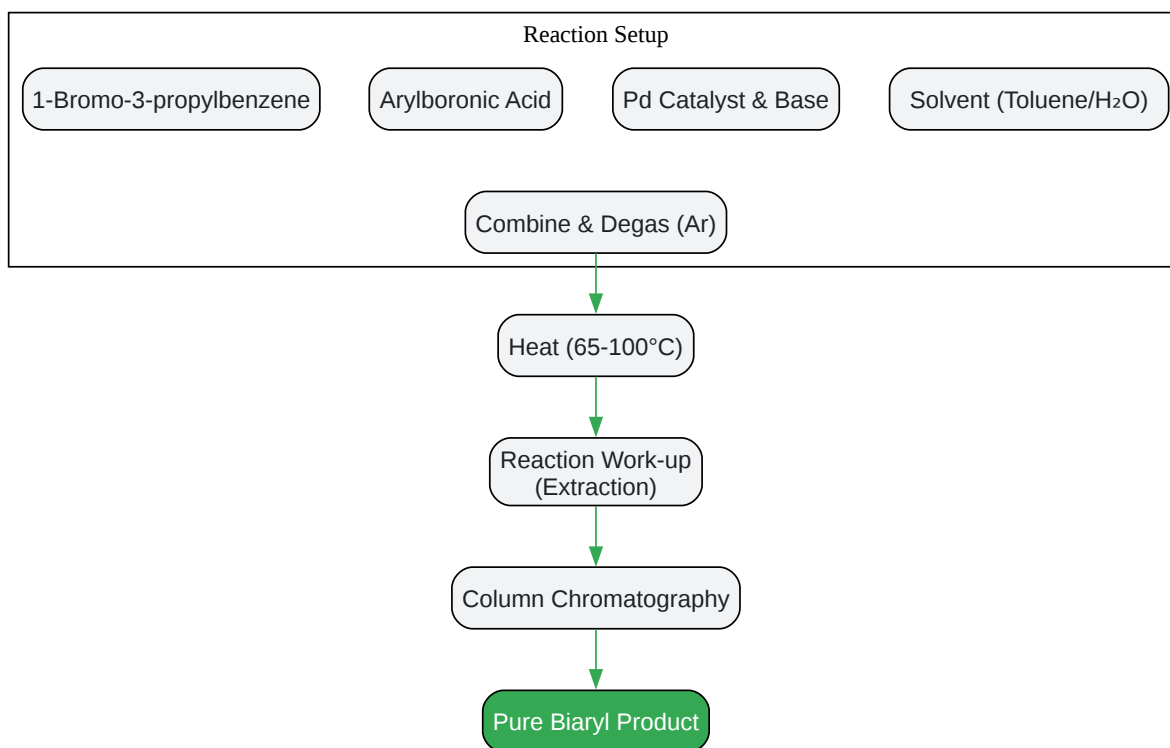 Reaction Setup
1-Bromo-3-propylbenzene
Arylboronic Acid
Pd Catalyst & Base
Solvent (Toluene/H₂O)
Combine & Degas (Ar)
Heat (65-100°C)
Reaction Work-up
(Extraction)
Column Chromatography
Pure Biaryl Product